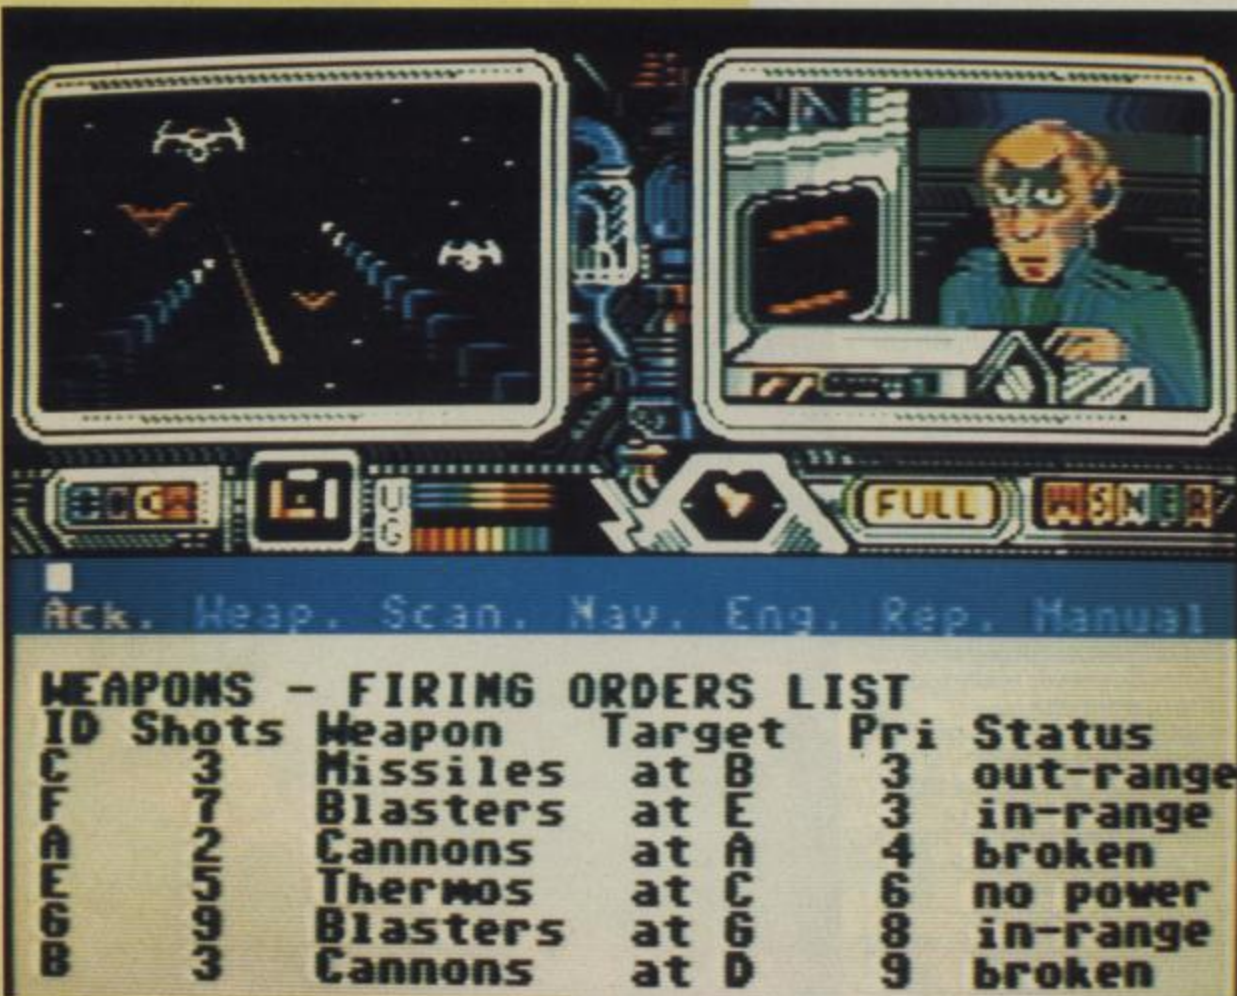 U
G
FULL
WSNER
Ack. Weap. Scan. Nav. Eng. Rep. Manual
WEAPONS - FIRING ORDERS LIST
ID Shots Weapon Target Pri Status
C 3 Missiles at B 3 out-range
F 7 Blasters at E 3 in-range
A 2 Cannons at A 4 broken
E 5 Thermos at C 6 no power
G 9 Blasters at G 8 in-range
B 3 Cannons at D 9 broken